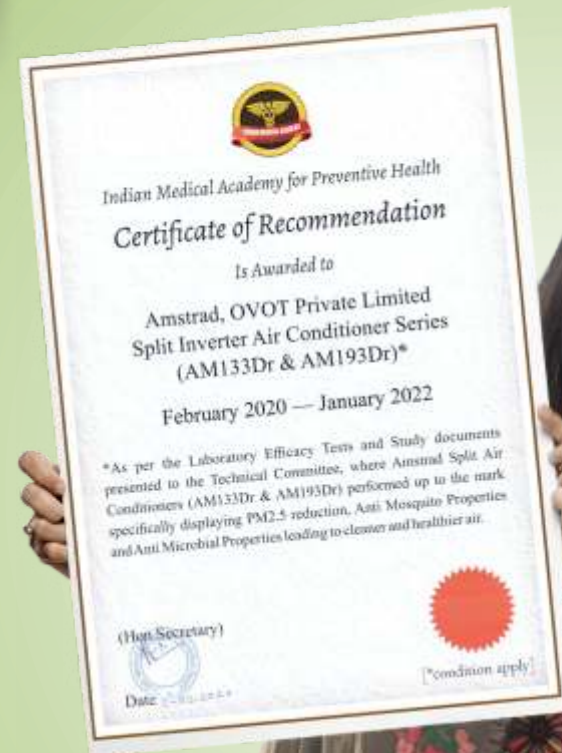 Indian Medical Academy for Preventive Health
Certificate of Recommendation
Is Awarded to
Amstrad, OVOT Private Limited
Split Inverter Air Conditioner Series
(AM133Dr & AM193Dr)*
February 2020 — January 2022
*As per the Laboratory Efficacy Tests and Study documents
presented to the Technical Committee, where Amstrad Split Air
Conditioners (AM133Dr & AM193Dr) performed up to the mark
specifically displaying PM2.5 reduction, Anti Mosquito Properties
and Anti Microbial Properties leading to cleaner and healthier air.
(Hon Secretary)
Date
[*condition apply]